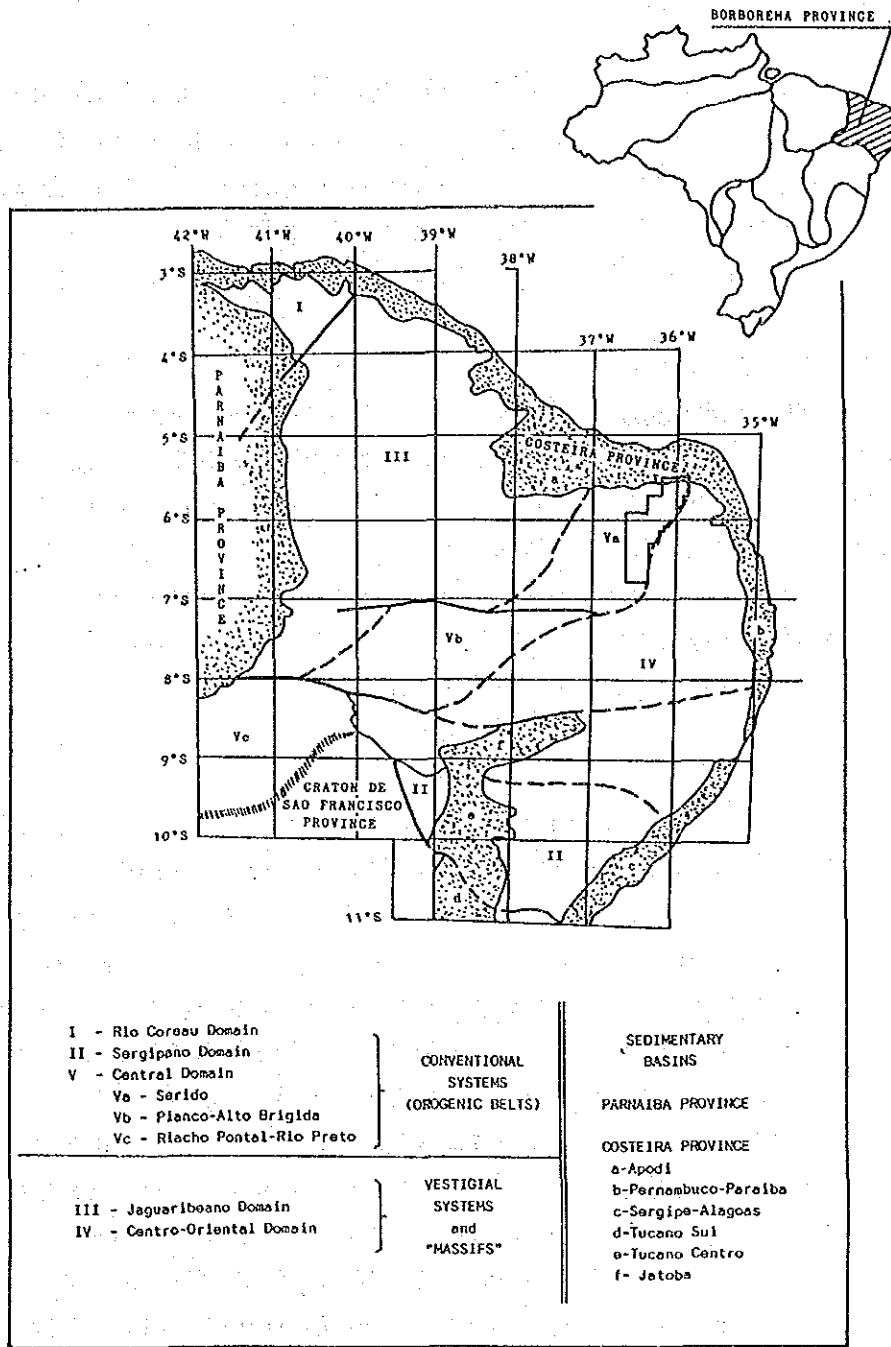 BORBOREMA PROVINCE
42°W 41°W 40°W 39°W
38°W
37°W 36°W
35°W
3°S
4°S
5°S
6°S
7°S
8°S
9°S
10°S
11°S
I
PARNAIBA PROVINCE
III
COSTEIRA PROVINCE
a
Va
Vb
IV
b
Vc
f
CRATON DE
SAO FRANCISCO
PROVINCE
II
e
II
c
d
I - Rio Coreau Domain
II - Sergipano Domain
V - Central Domain
Va - Serido
Vb - Pianco-Alto Brigida
Vc - Riacho Pontal-Rio Preto
CONVENTIONAL
SYSTEMS
(OROGENIC BELTS)
III - Jaguaribeano Domain
IV - Centro-Oriental Domain
VESTIGIAL
SYSTEMS
and
"MASSIFS"
SEDIMENTARY
BASINS
PARNAIBA PROVINCE
COSTEIRA PROVINCE
a-Apodi
b-Pernambuco-Paraiba
c-Sergipe-Alagoas
d-Tucano Sul
e-Tucano Centro
f- Jatoba